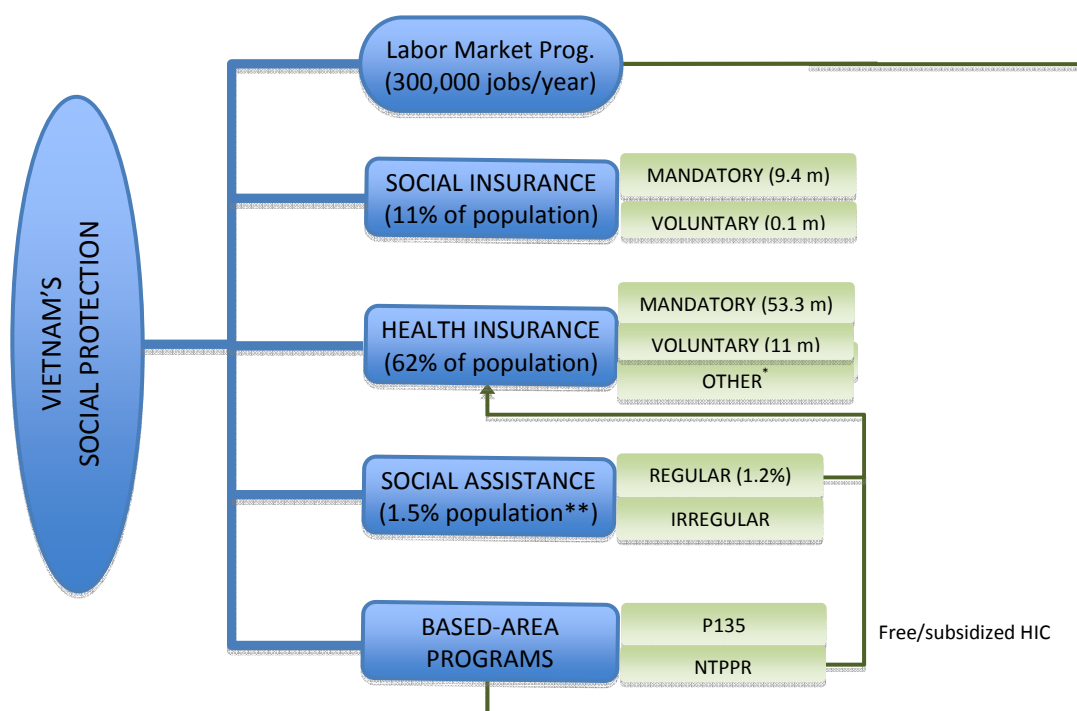 VIETNAM'S
SOCIAL PROTECTION
Labor Market Prog.
(300,000 jobs/year)
SOCIAL INSURANCE
(11% of population)
MANDATORY (9.4 m)
VOLUNTARY (0.1 m)
HEALTH INSURANCE
(62% of population)
MANDATORY (53.3 m)
VOLUNTARY (11 m)
OTHER*
SOCIAL ASSISTANCE
(1.5% population**)
REGULAR (1.2%)
IRREGULAR
BASED-AREA
PROGRAMS
P135
NTPPR
Free/subsidized HIC